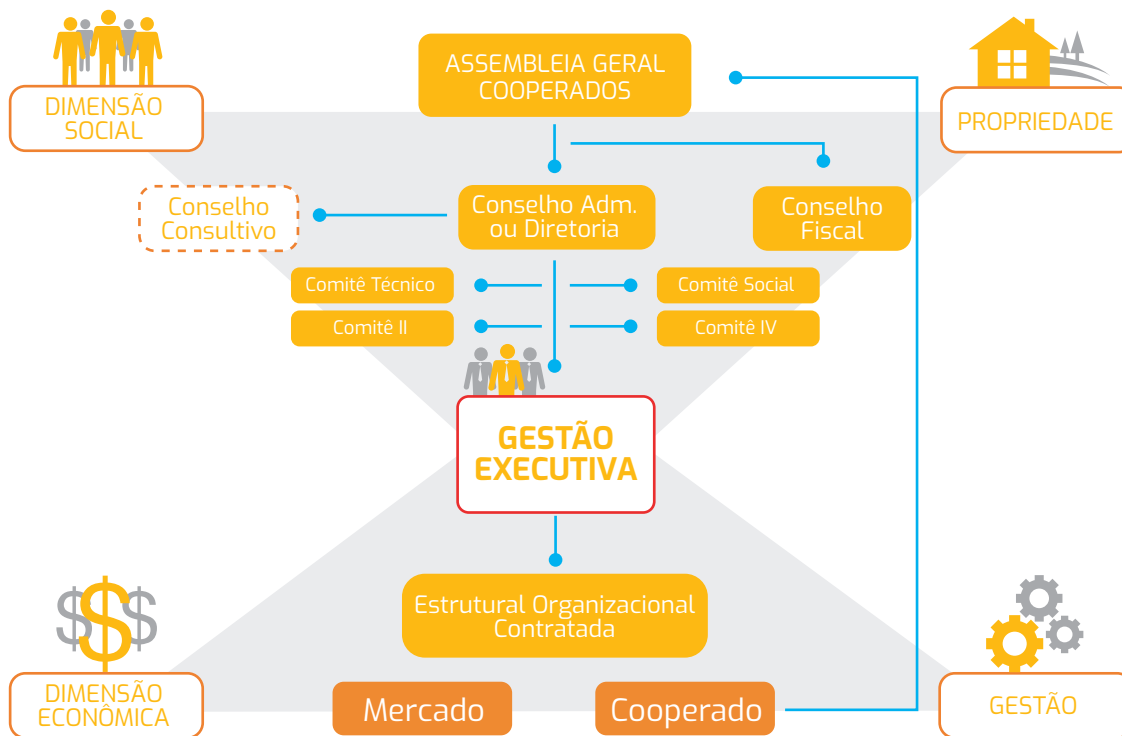 ASSEMBLEIA GERAL
COOPERADOS
DIMENSÃO
SOCIAL
PROPRIEDADE
Conselho
Consultivo
Conselho Adm.
ou Diretoria
Conselho
Fiscal
Comitê Técnico
Comitê Social
Comitê II
Comitê IV
GESTÃO
EXECUTIVA
Estrutural Organizacional
Contratada
DIMENSÃO
ECONÔMICA
Mercado
Cooperado
GESTÃO